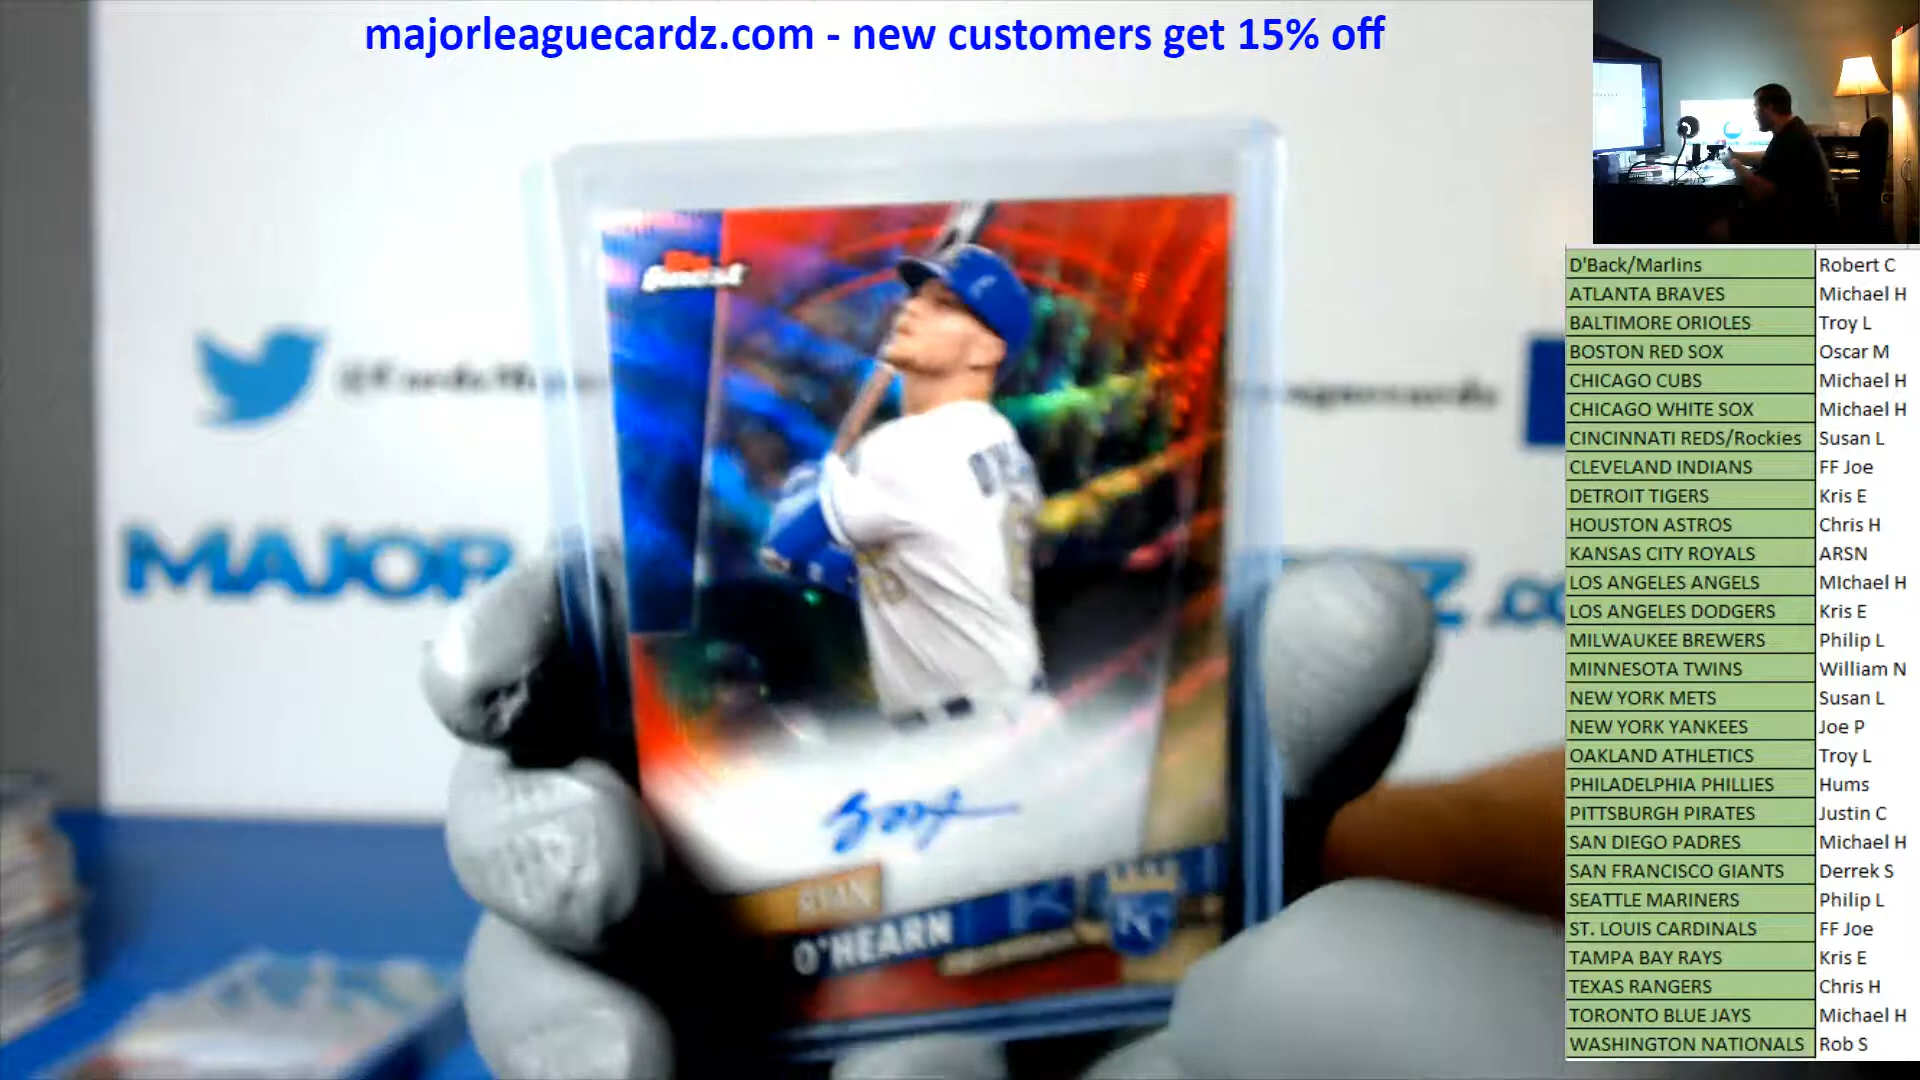 majorleaguecardz.com - new customers get 15% off
Finest
MAJOR
Z.co
RYAN
O'HEARN
KC
D'Back/Marlins Robert C
ATLANTA BRAVES Michael H
BALTIMORE ORIOLES Troy L
BOSTON RED SOX Oscar M
CHICAGO CUBS Michael H
CHICAGO WHITE SOX Michael H
CINCINNATI REDS/Rockies Susan L
CLEVELAND INDIANS FF Joe
DETROIT TIGERS Kris E
HOUSTON ASTROS Chris H
KANSAS CITY ROYALS ARSN
LOS ANGELES ANGELS MIchael H
LOS ANGELES DODGERS Kris E
MILWAUKEE BREWERS Philip L
MINNESOTA TWINS William N
NEW YORK METS Susan L
NEW YORK YANKEES Joe P
OAKLAND ATHLETICS Troy L
PHILADELPHIA PHILLIES Hums
PITTSBURGH PIRATES Justin C
SAN DIEGO PADRES Michael H
SAN FRANCISCO GIANTS Derrek S
SEATTLE MARINERS Philip L
ST. LOUIS CARDINALS FF Joe
TAMPA BAY RAYS Kris E
TEXAS RANGERS Chris H
TORONTO BLUE JAYS Michael H
WASHINGTON NATIONALS Rob S